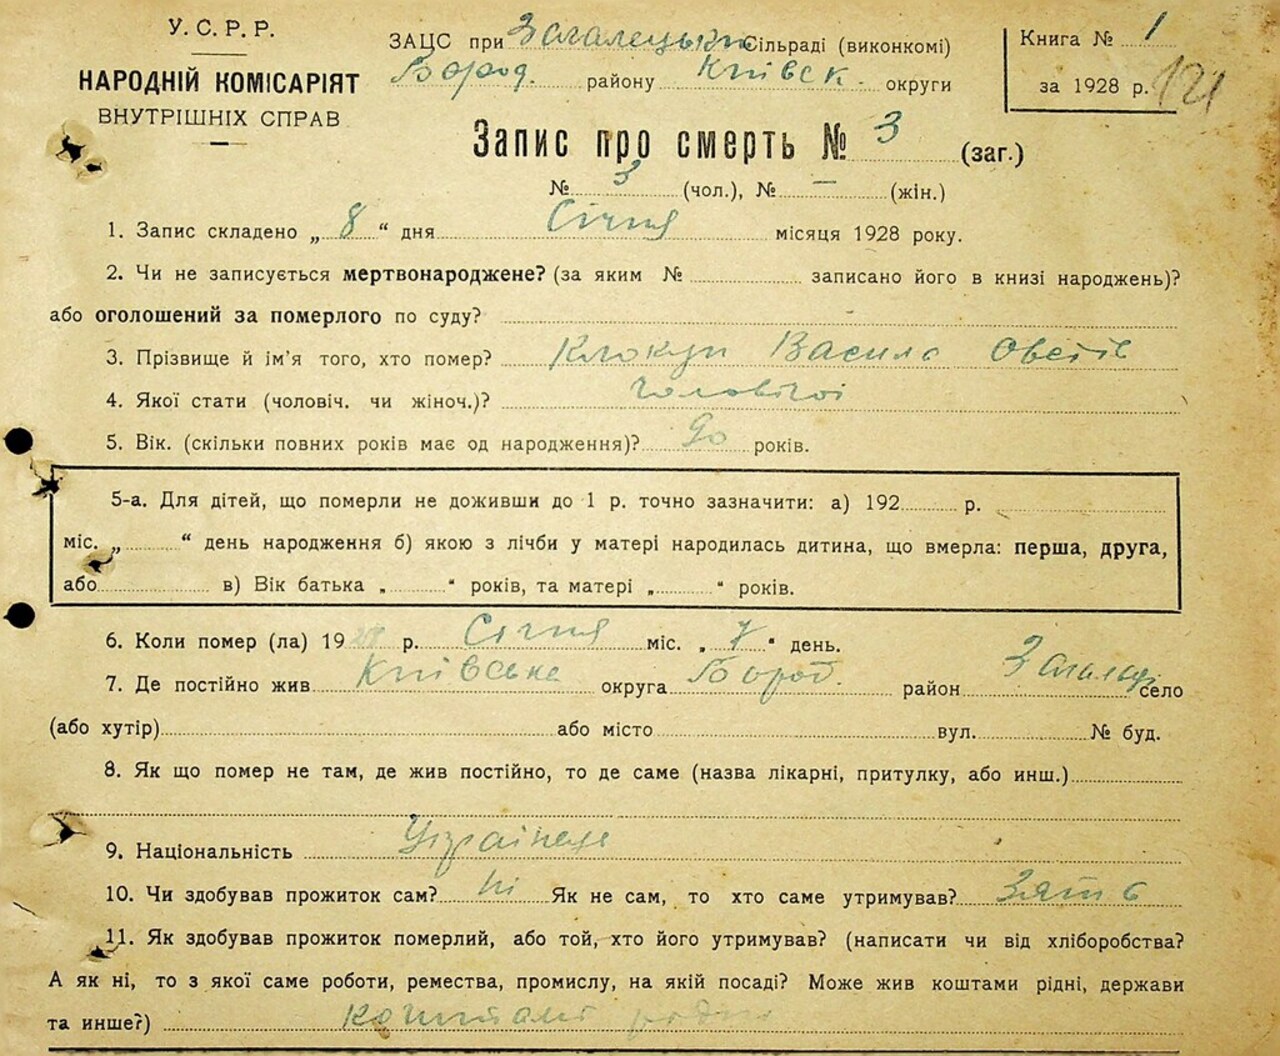 У.С.Р.Р.
НАРОДНІЙ КОМІСАРІЯТ
ВНУТРІШНІХ СПРАВ
ЗАЦС при Загалецьки Сільраді (виконкомі)
Бород. району Київськ. округи
Книга № 1
за 1928 р. 121
Запис про смерть № 3 (заг.)
№ 3 (чол.), № — (жін.)
1. Запис складено „ 8 “ дня Січня місяця 1928 року.
2. Чи не записується мертвонароджене? (за яким № записано його в книзі народжень)?
або оголошений за померлого по суду?
3. Прізвище й ім'я того, хто помер? Клокун Василь
4. Якої стати (чоловіч. чи жіноч.)? Чоловічої
5. Вік. (скільки повних років має од народження)? 90 років.
5-а. Для дітей, що померли не доживши до 1 р. точно зазначити: а) 192 р.
міс. „ “ день народження б) якою з лічби у матері народилась дитина, що вмерла: перша, друга,
або в) Вік батька „ “ років, та матері „ “ років.
6. Коли помер (ла) 19 р. Січня міс. „ 7 “ день.
7. Де постійно жив Київська округа Бород. район Загальці село
(або хутір) або місто вул. № буд.
8. Як що помер не там, де жив постійно, то де саме (назва лікарні, притулку, або инш.)
9. Національність Українець
10. Чи здобував прожиток сам? Ні Як не сам, то хто саме утримував? Зять
11. Як здобував прожиток померлий, або той, хто його утримував? (написати чи від хліборобства?
А як ні, то з якої саме роботи, ремества, промислу, на якій посаді? Може жив коштами рідні, держави
та инше?) коштами рідні